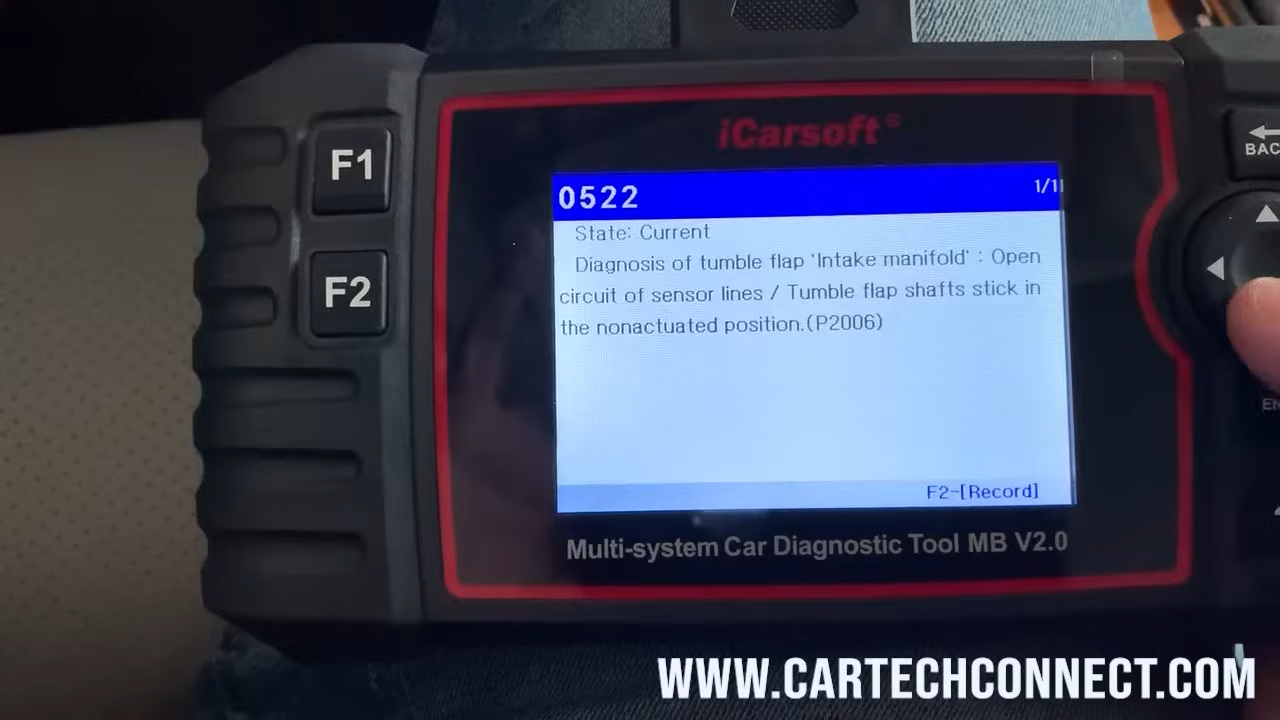 iCarsoft®
F1
F2
0522 1/1
State: Current
Diagnosis of tumble flap 'Intake manifold' : Open
circuit of sensor lines / Tumble flap shafts stick in
the nonactuated position.(P2006)
F2-[Record]
Multi-system Car Diagnostic Tool MB V2.0
WWW.CARTECHCONNECT.COM